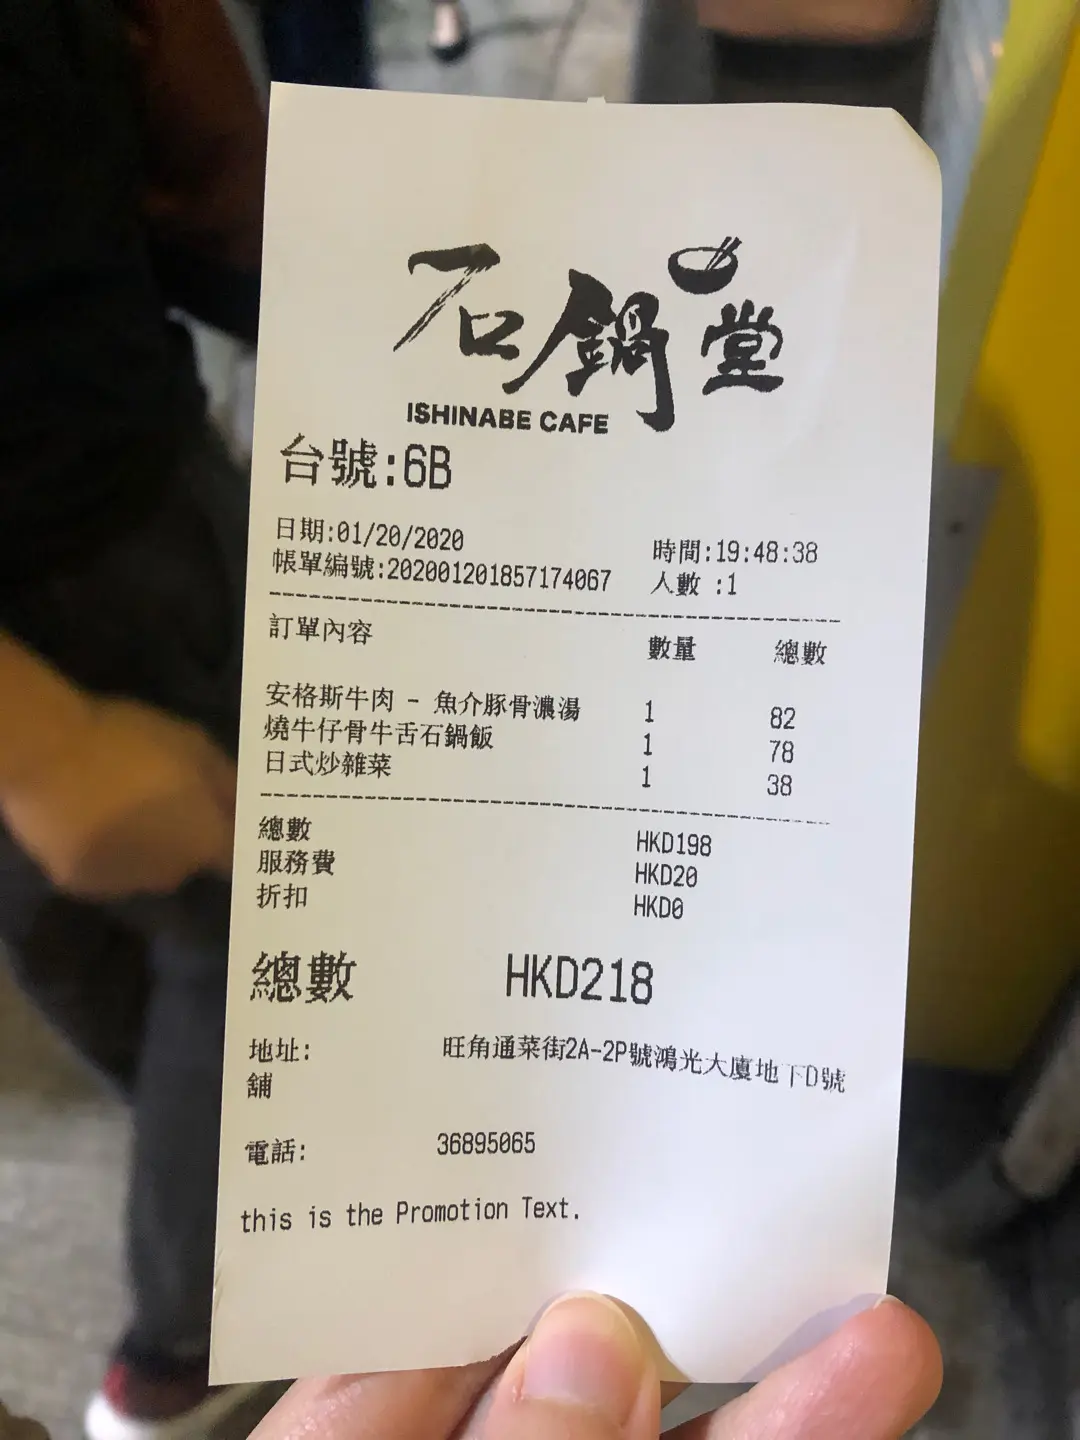 石鍋堂
ISHINABE CAFE
台號:6B
日期:01/20/2020 時間:19:48:38
帳單編號:202001201857174067 人數 :1
訂單內容 數量 總數
安格斯牛肉 - 魚介豚骨濃湯 1 82
燒牛仔骨牛舌石鍋飯 1 78
日式炒雜菜 1 38
總數 HKD198
服務費 HKD20
折扣 HKD0
總數 HKD218
地址: 旺角通菜街2A-2P號鴻光大廈地下D號
舖
電話: 36895065
this is the Promotion Text.